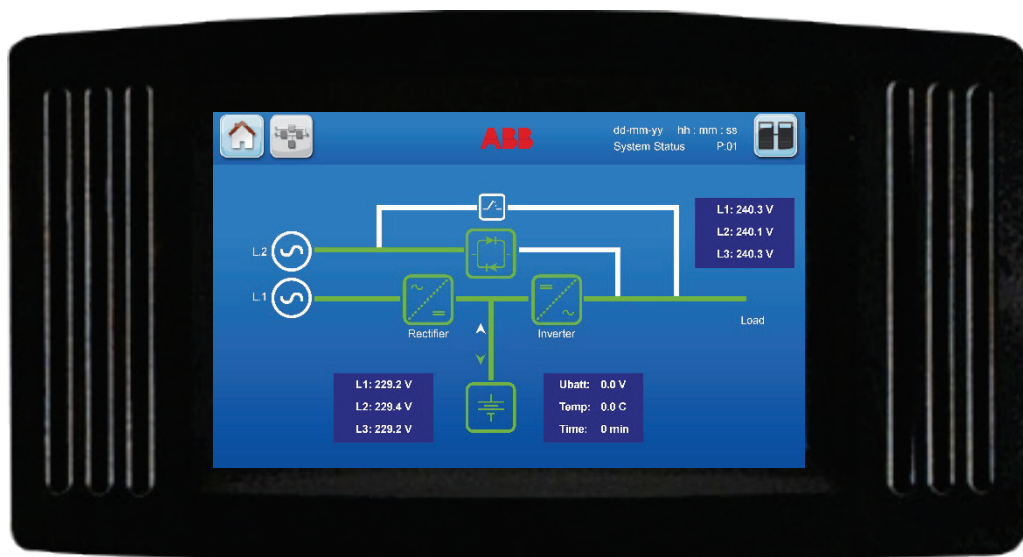 ABB
dd-mm-yy hh : mm : ss
System Status P:01
L1: 240.3 V
L2: 240.1 V
L3: 240.3 V
L.2
L.1
Rectifier
Inverter
Load
L1: 229.2 V
L2: 229.4 V
L3: 229.2 V
Ubatt: 0.0 V
Temp: 0.0 C
Time: 0 min